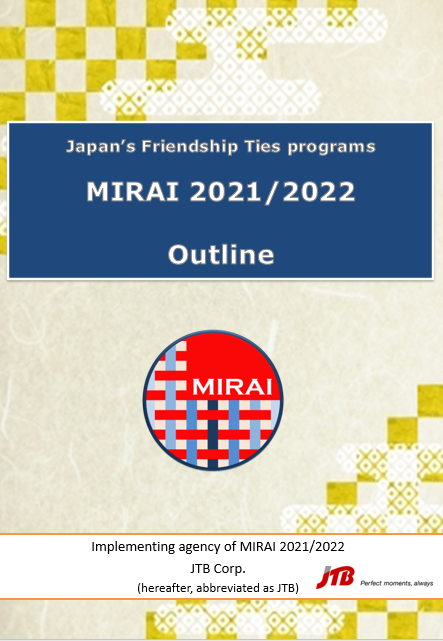 Japan's Friendship Ties programs
MIRAI 2021/2022
Outline
MIRAI
Implementing agency of MIRAI 2021/2022
JTB Corp.
(hereafter, abbreviated as JTB)
JTB Perfect moments, always